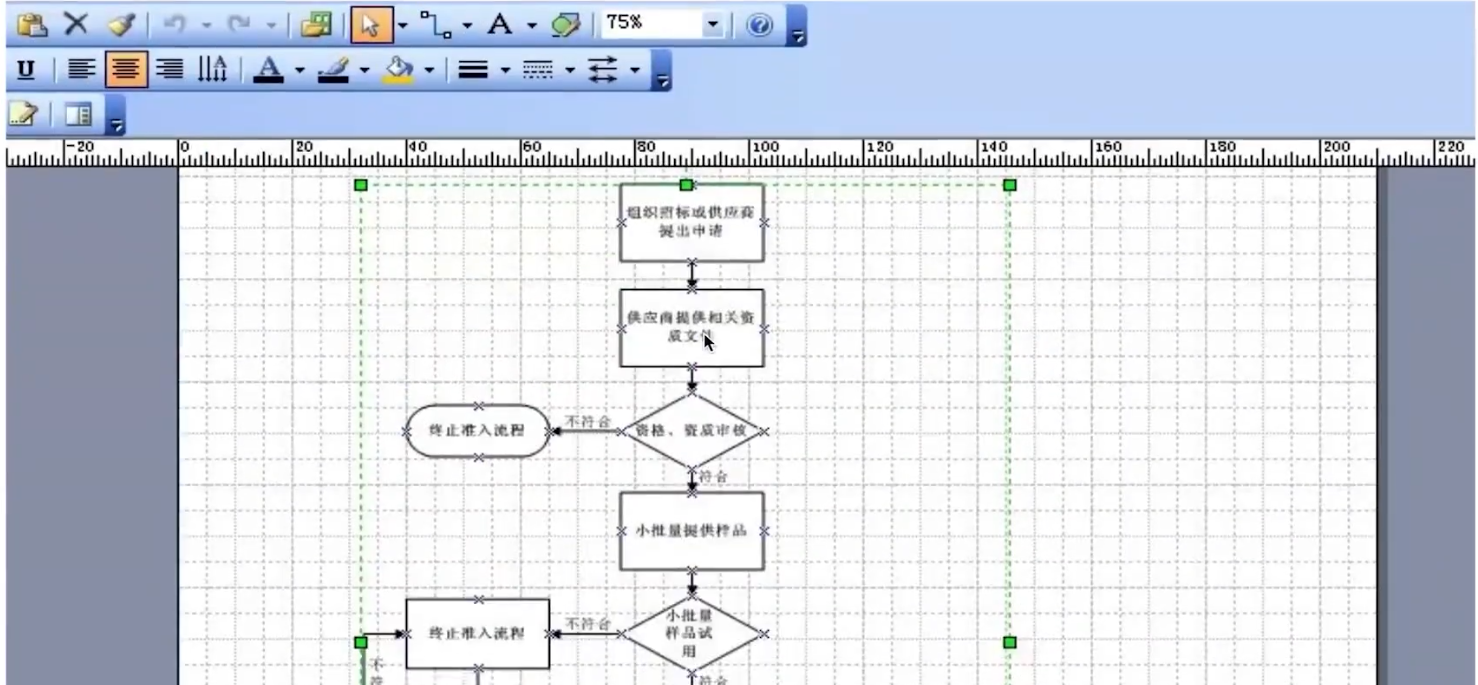 75%
A
U
A
-20 0 20 40 60 80 100 120 140 160 180 200 220
组织招标或供应商
提出申请
供应商提供相关资
质文件
不符合
终止准入流程
资格、资质审核
符合
小批量提供样品
小批量
样品试
用
不符合
终止准入流程
不
符
符合